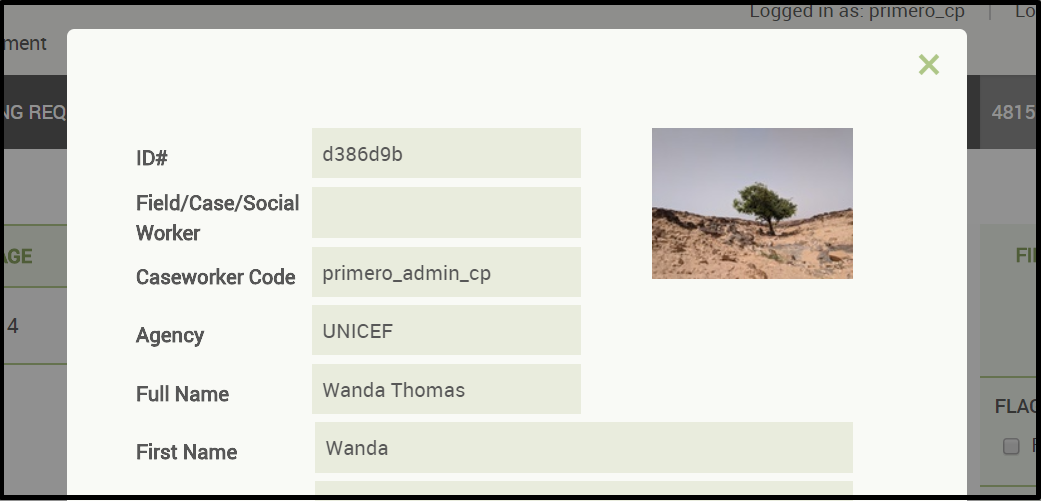 Logged in as: primero_cp | Lo
ment
NG REQ
4815
ID#
d386d9b
Field/Case/Social
Worker
Caseworker Code
primero_admin_cp
AGE
FI
4
Agency
UNICEF
Full Name
Wanda Thomas
FLAG
First Name
Wanda